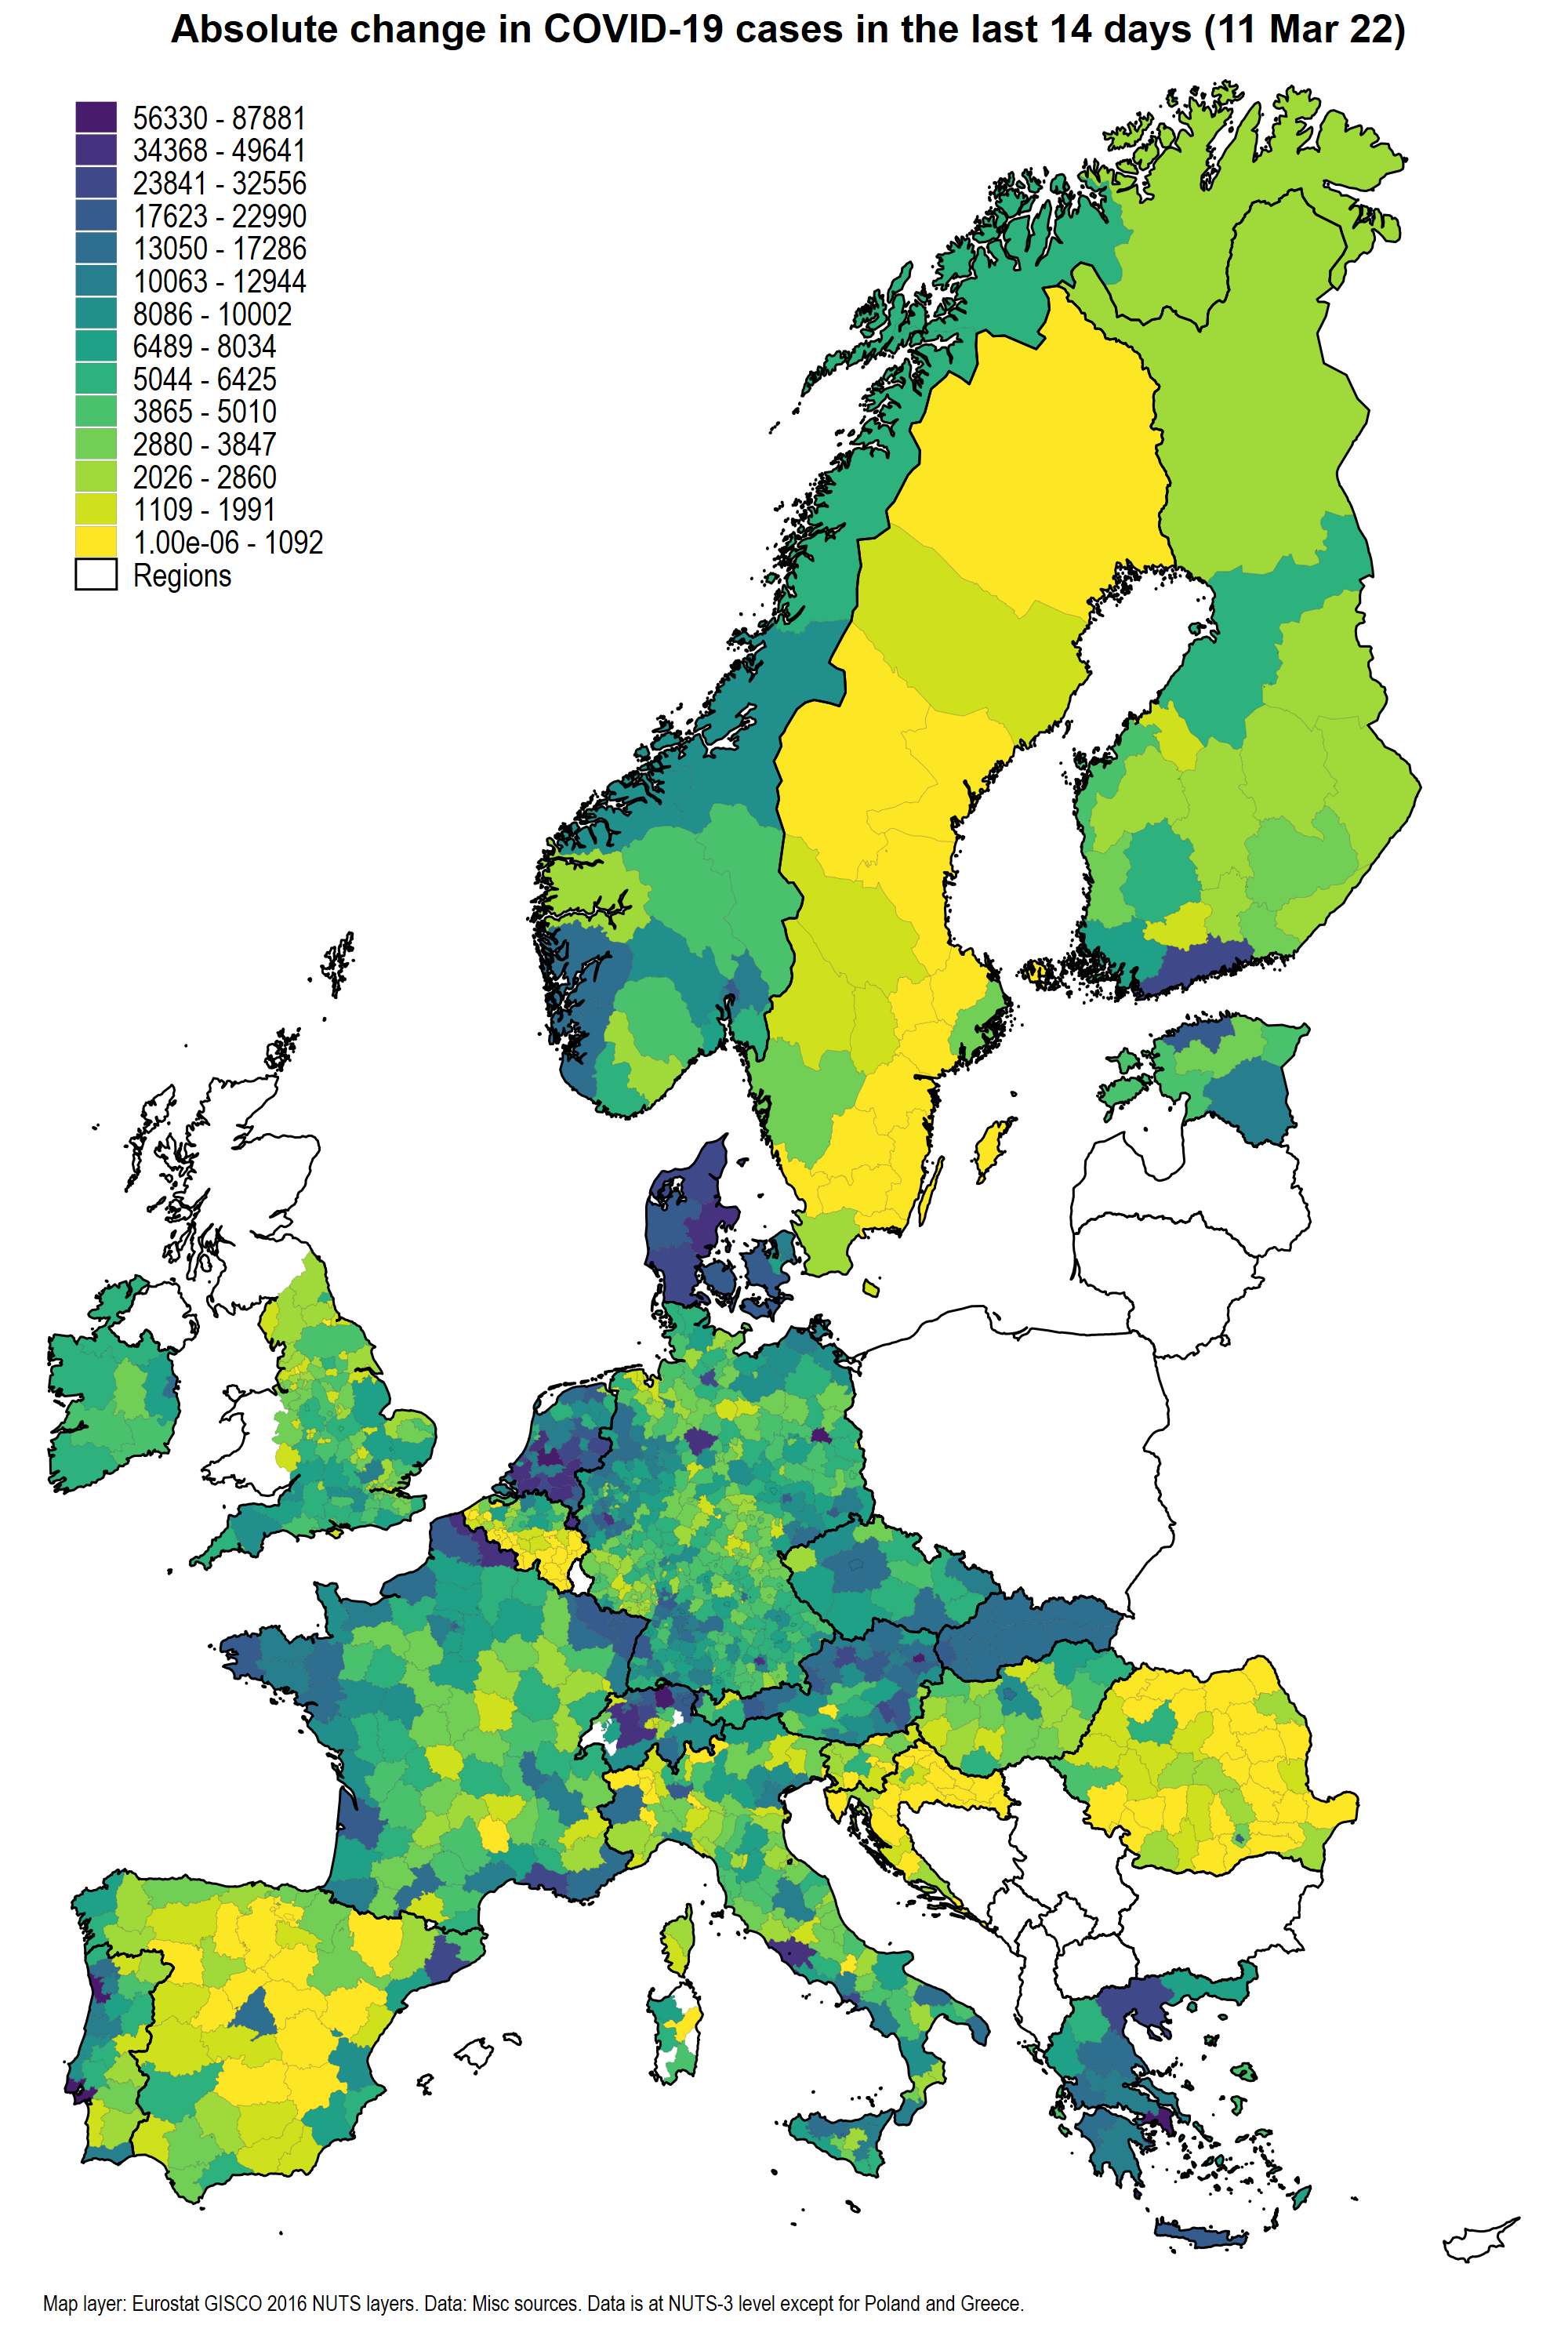 Absolute change in COVID-19 cases in the last 14 days (11 Mar 22)
56330 - 87881
34368 - 49641
23841 - 32556
17623 - 22990
13050 - 17286
10063 - 12944
8086 - 10002
6489 - 8034
5044 - 6425
3865 - 5010
2880 - 3847
2026 - 2860
1109 - 1991
1.00e-06 - 1092
Regions
Map layer: Eurostat GISCO 2016 NUTS layers. Data: Misc sources. Data is at NUTS-3 level except for Poland and Greece.